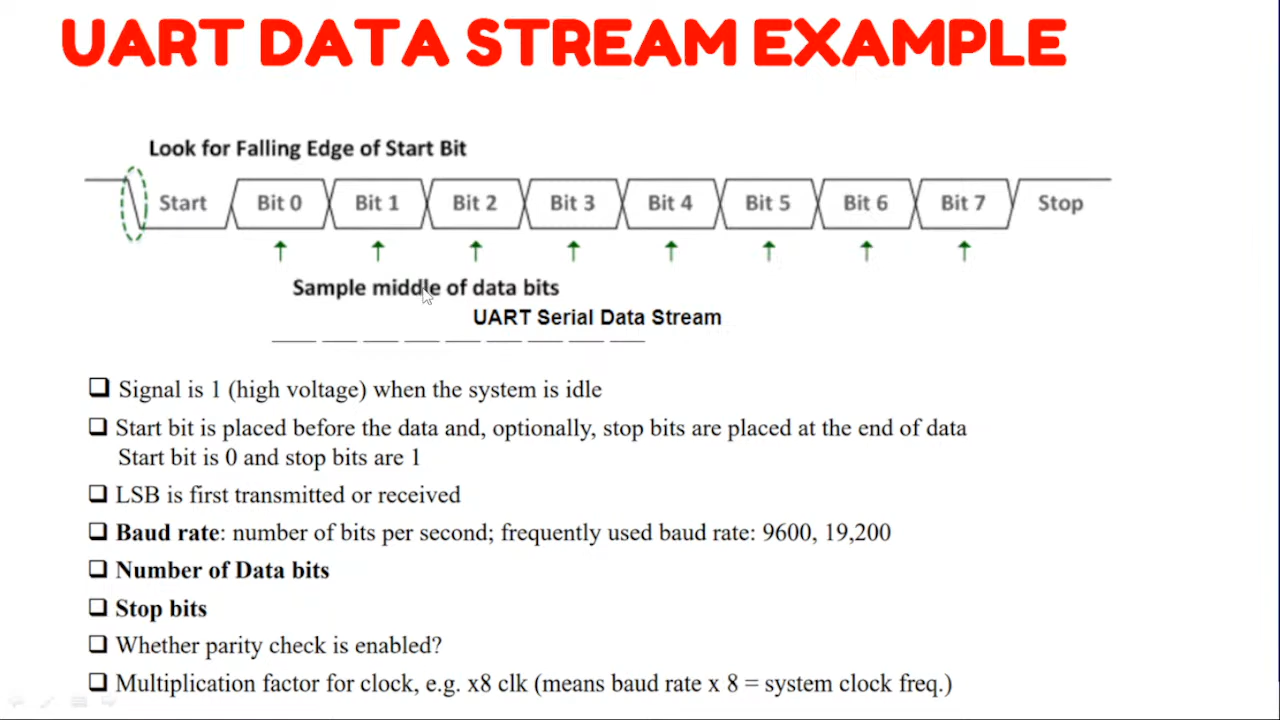 UART DATA STREAM EXAMPLE
Look for Falling Edge of Start Bit
Start Bit 0 Bit 1 Bit 2 Bit 3 Bit 4 Bit 5 Bit 6 Bit 7 Stop
Sample middle of data bits
UART Serial Data Stream
Signal is 1 (high voltage) when the system is idle
Start bit is placed before the data and, optionally, stop bits are placed at the end of data
Start bit is 0 and stop bits are 1
LSB is first transmitted or received
Baud rate: number of bits per second; frequently used baud rate: 9600, 19,200
Number of Data bits
Stop bits
Whether parity check is enabled?
Multiplication factor for clock, e.g. x8 clk (means baud rate x 8 = system clock freq.)